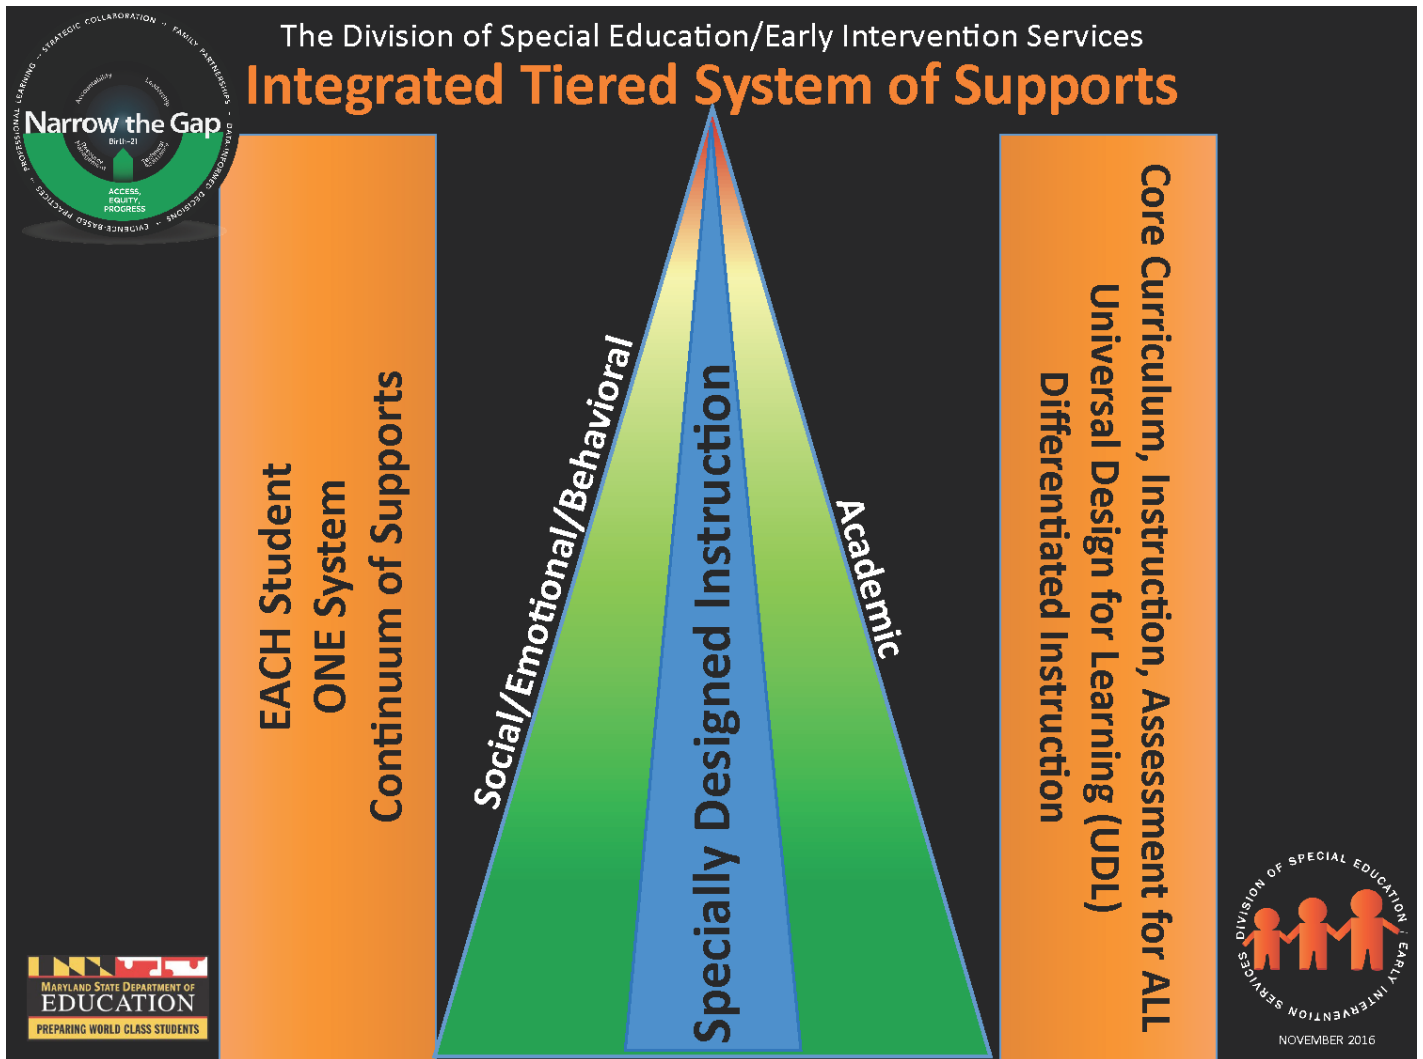 The Division of Special Education/Early Intervention Services
Integrated Tiered System of Supports
STRATEGIC COLLABORATION -- FAMILY PARTNERSHIPS -- DATA-INFORMED DECISIONS -- EVIDENCE-BASED PRACTICES -- PROFESSIONAL LEARNING --
Accountability
Leadership
Narrow the Gap
Birth-21
Resource Management
Technical Assistance
ACCESS,
EQUITY,
PROGRESS
EACH Student
ONE System
Continuum of Supports
Social/Emotional/Behavioral
Specially Designed Instruction
Academic
Core Curriculum, Instruction, Assessment for ALL
Universal Design for Learning (UDL)
Differentiated Instruction
MARYLAND STATE DEPARTMENT OF
EDUCATION
PREPARING WORLD CLASS STUDENTS
DIVISION OF SPECIAL EDUCATION / EARLY INTERVENTION SERVICES
NOVEMBER 2016